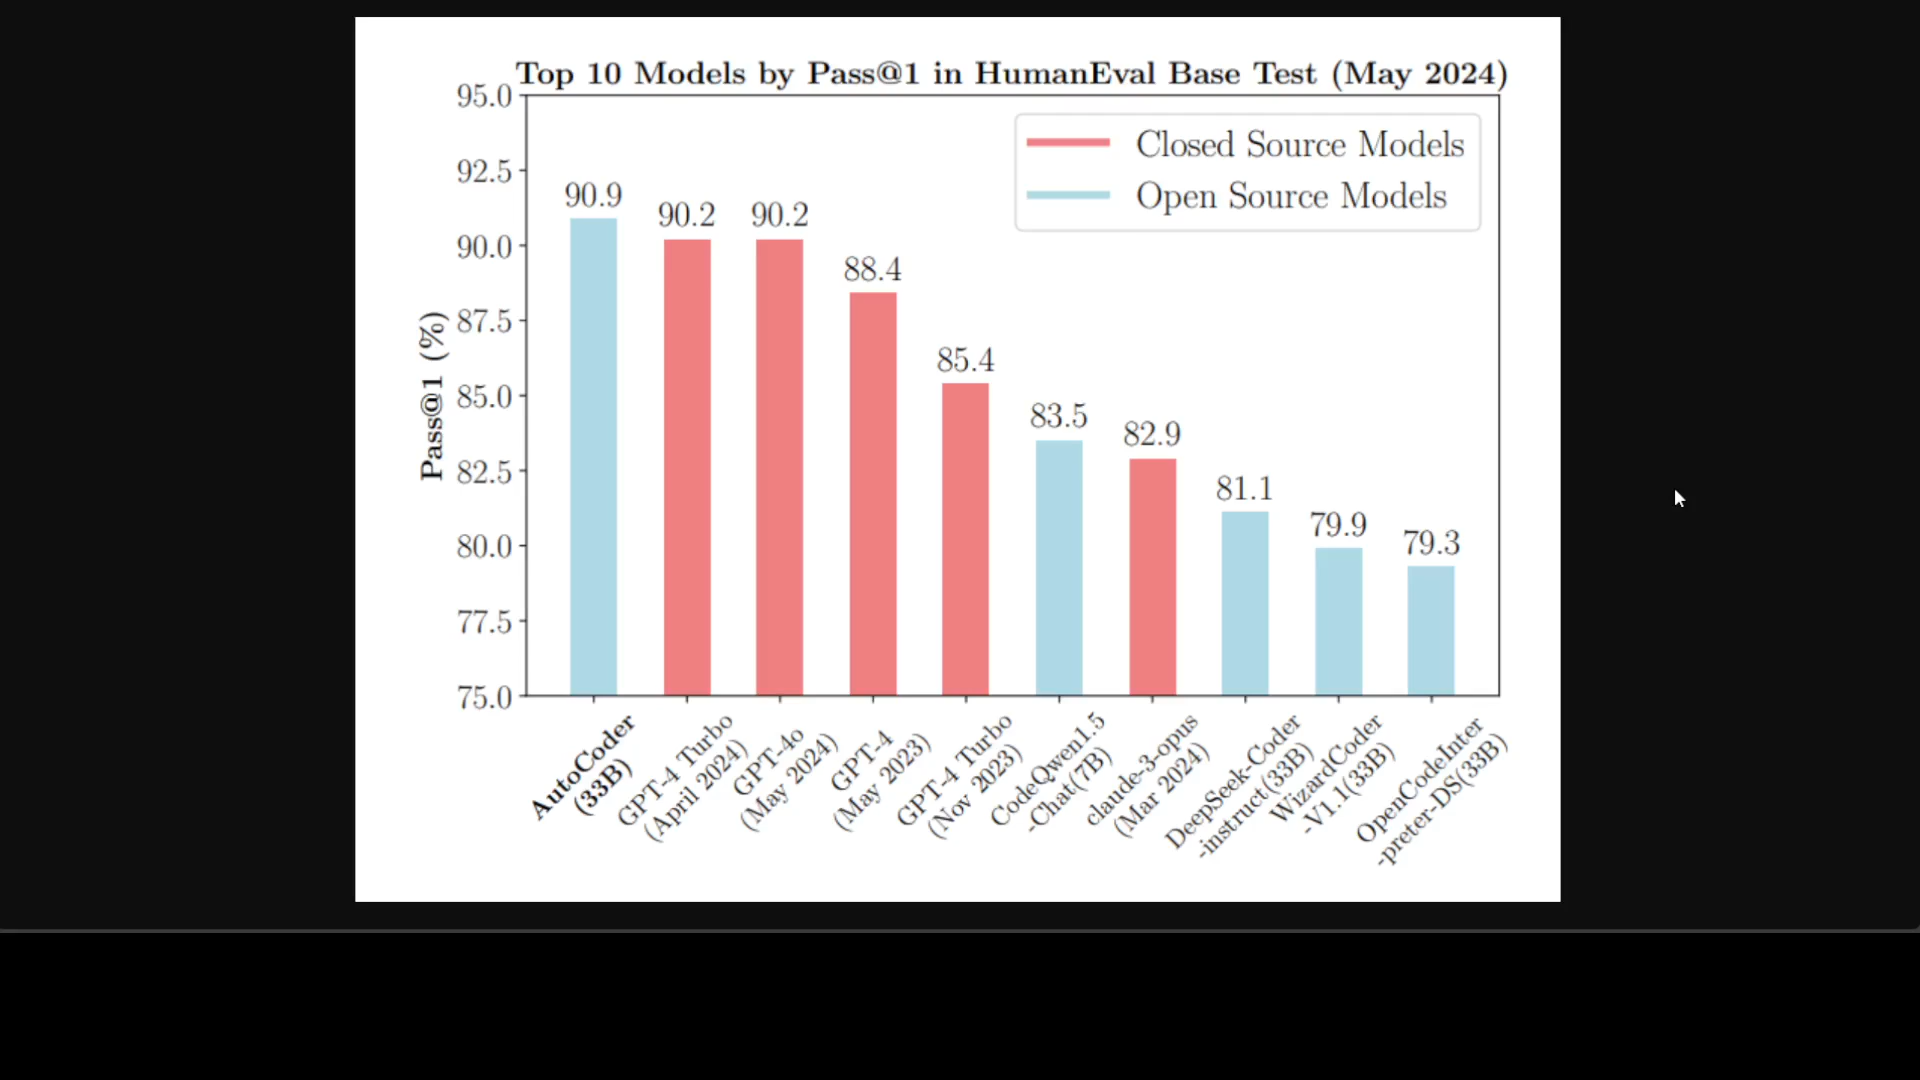 Top 10 Models by Pass@1 in HumanEval Base Test (May 2024)
Closed Source Models
Open Source Models
Pass@1 (%)
95.0
92.5
90.0
87.5
85.0
82.5
80.0
77.5
75.0
90.9
90.2
90.2
88.4
85.4
83.5
82.9
81.1
79.9
79.3
AutoCoder
(33B)
GPT-4 Turbo
(April 2024)
GPT-4o
(May 2024)
GPT-4
(May 2023)
GPT-4 Turbo
(Nov 2023)
CodeQwen1.5
-Chat(7B)
claude-3-opus
(Mar 2024)
DeepSeek-Coder
-instruct(33B)
WizardCoder
-V1.1(33B)
OpenCodeInter
-preter-DS(33B)